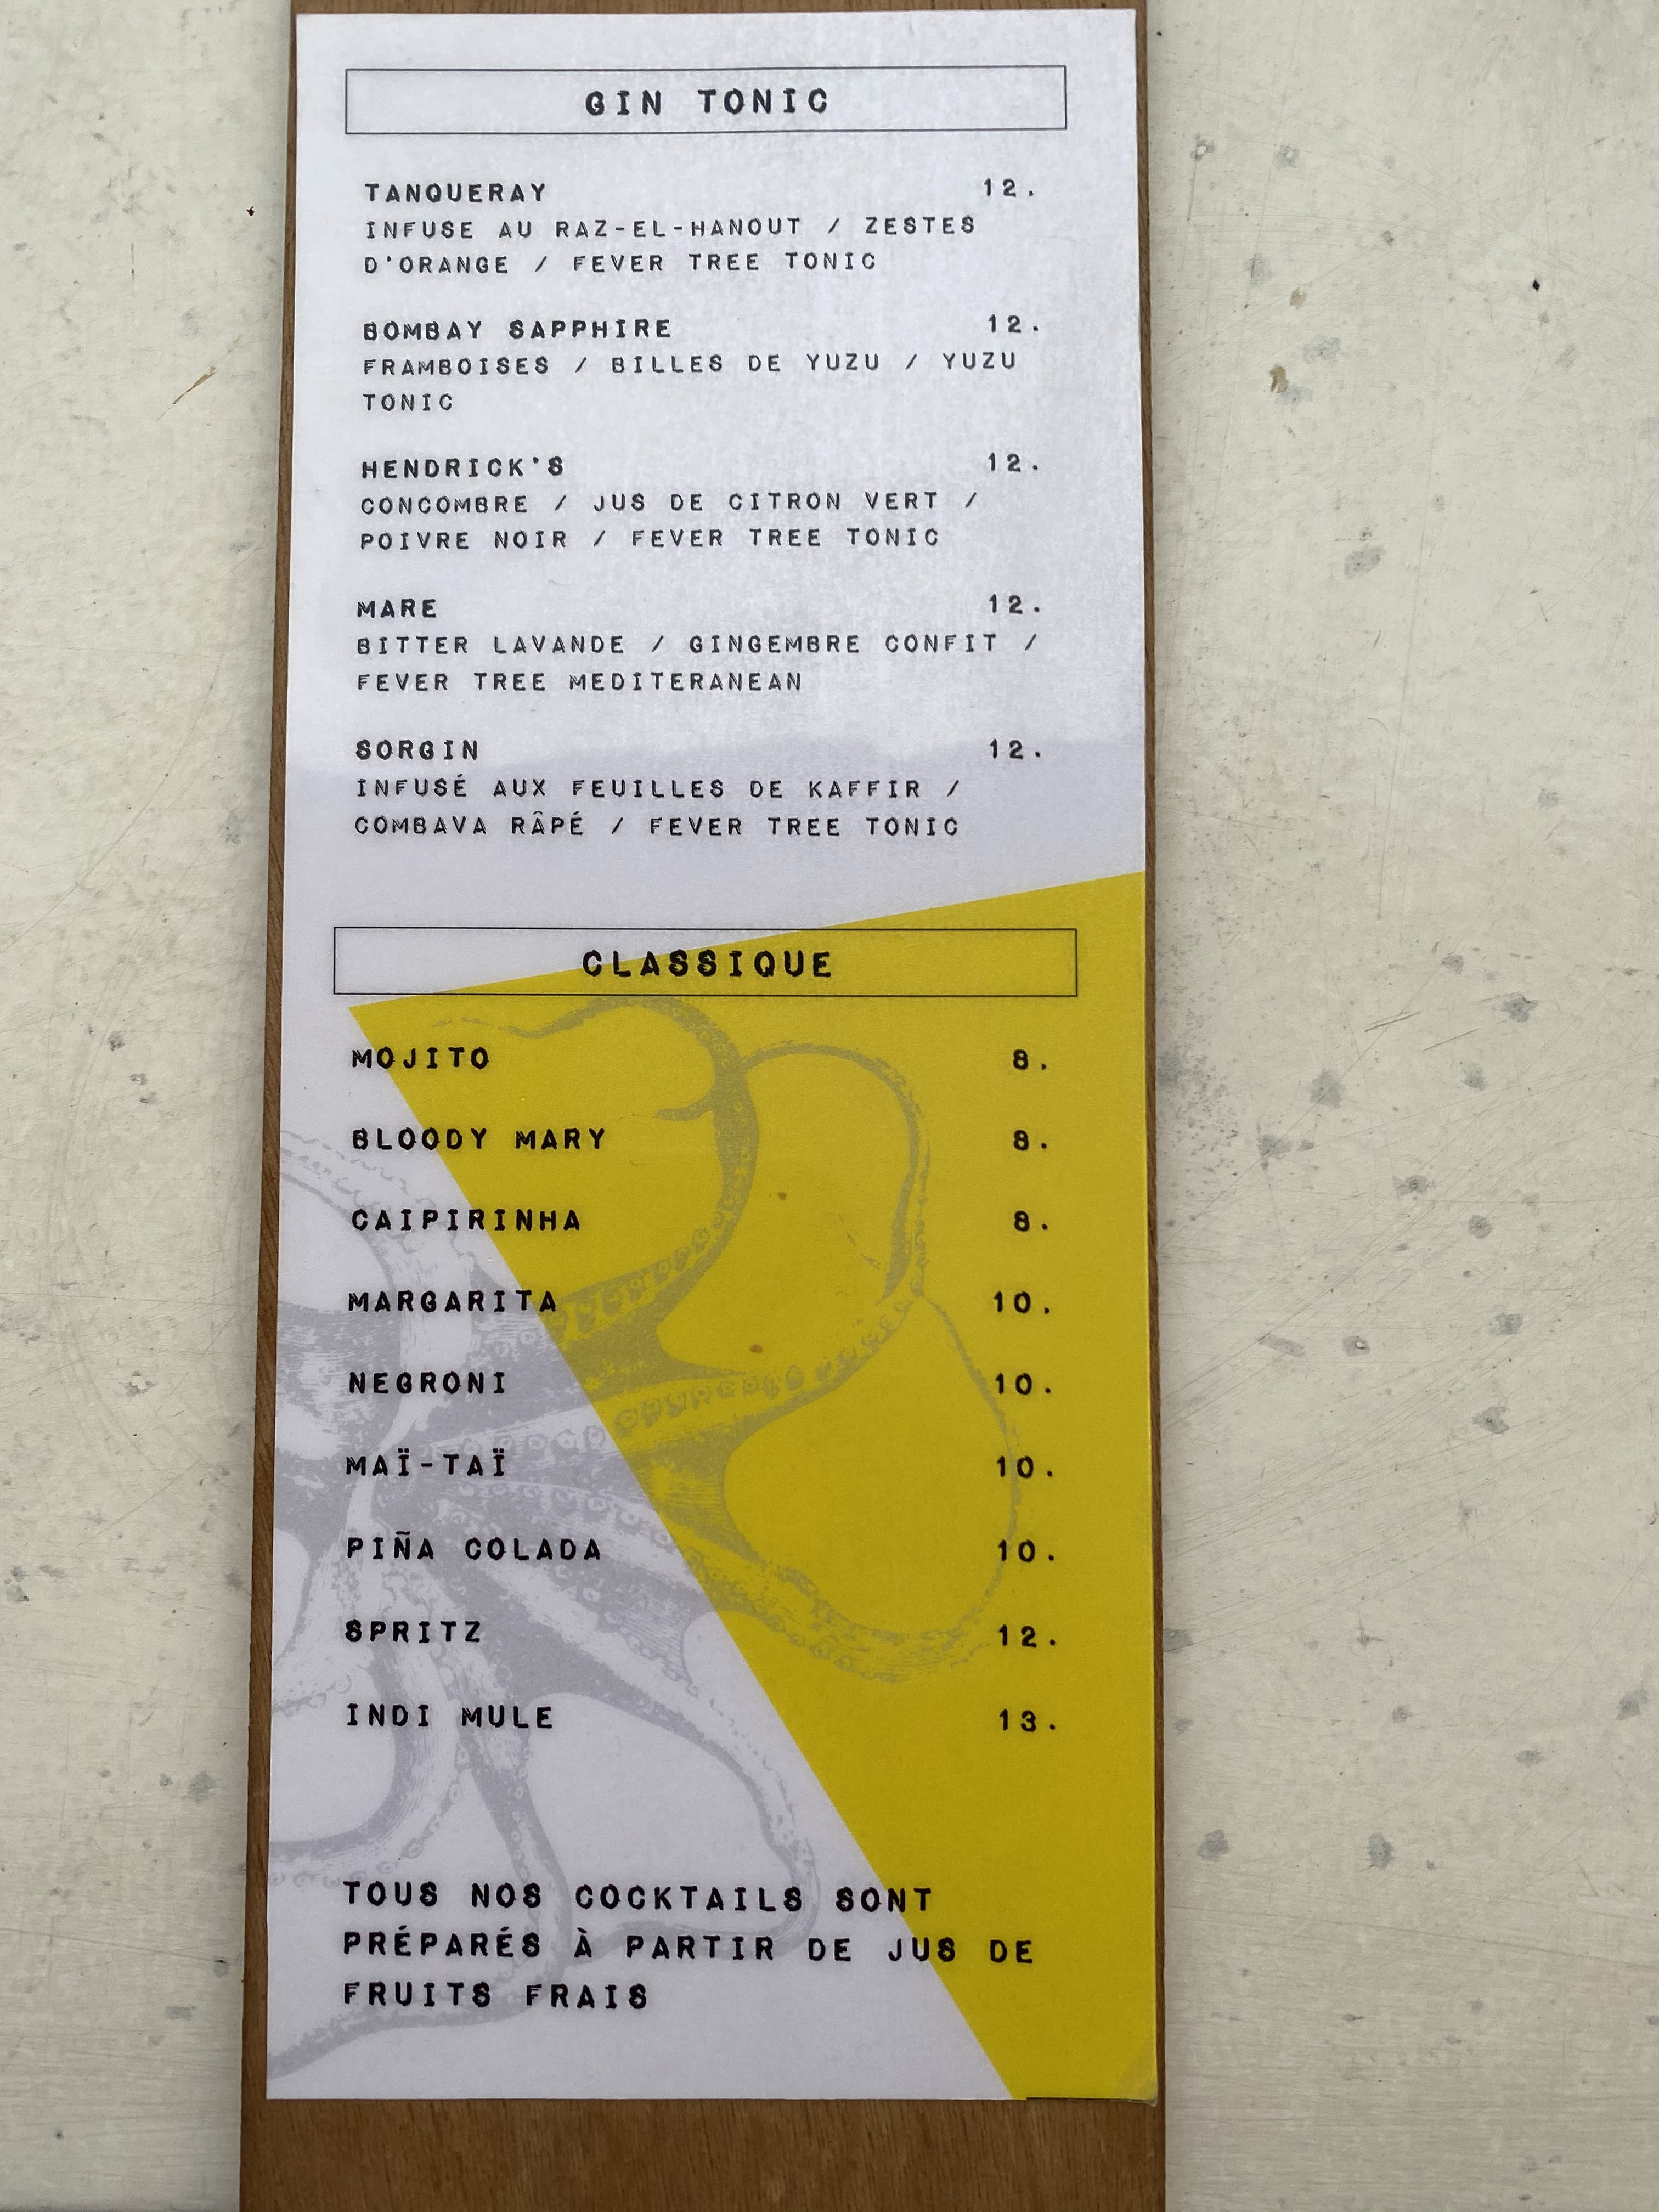 GIN TONIC
TANQUERAY 12.
INFUSE AU RAZ-EL-HANOUT / ZESTES
D'ORANGE / FEVER TREE TONIC
BOMBAY SAPPHIRE 12.
FRAMBOISES / BILLES DE YUZU / YUZU
TONIC
HENDRICK'S 12.
CONCOMBRE / JUS DE CITRON VERT /
POIVRE NOIR / FEVER TREE TONIC
MARE 12.
BITTER LAVANDE / GINGEMBRE CONFIT /
FEVER TREE MEDITERANEAN
SORGIN 12.
INFUSÉ AUX FEUILLES DE KAFFIR /
COMBAVA RÂPÉ / FEVER TREE TONIC
CLASSIQUE
MOJITO 8.
BLOODY MARY 8.
CAIPIRINHA 8.
MARGARITA 10.
NEGRONI 10.
MAÏ-TAÏ 10.
PIÑA COLADA 10.
SPRITZ 12.
INDI MULE 13.
TOUS NOS COCKTAILS SONT
PRÉPARÉS À PARTIR DE JUS DE
FRUITS FRAIS